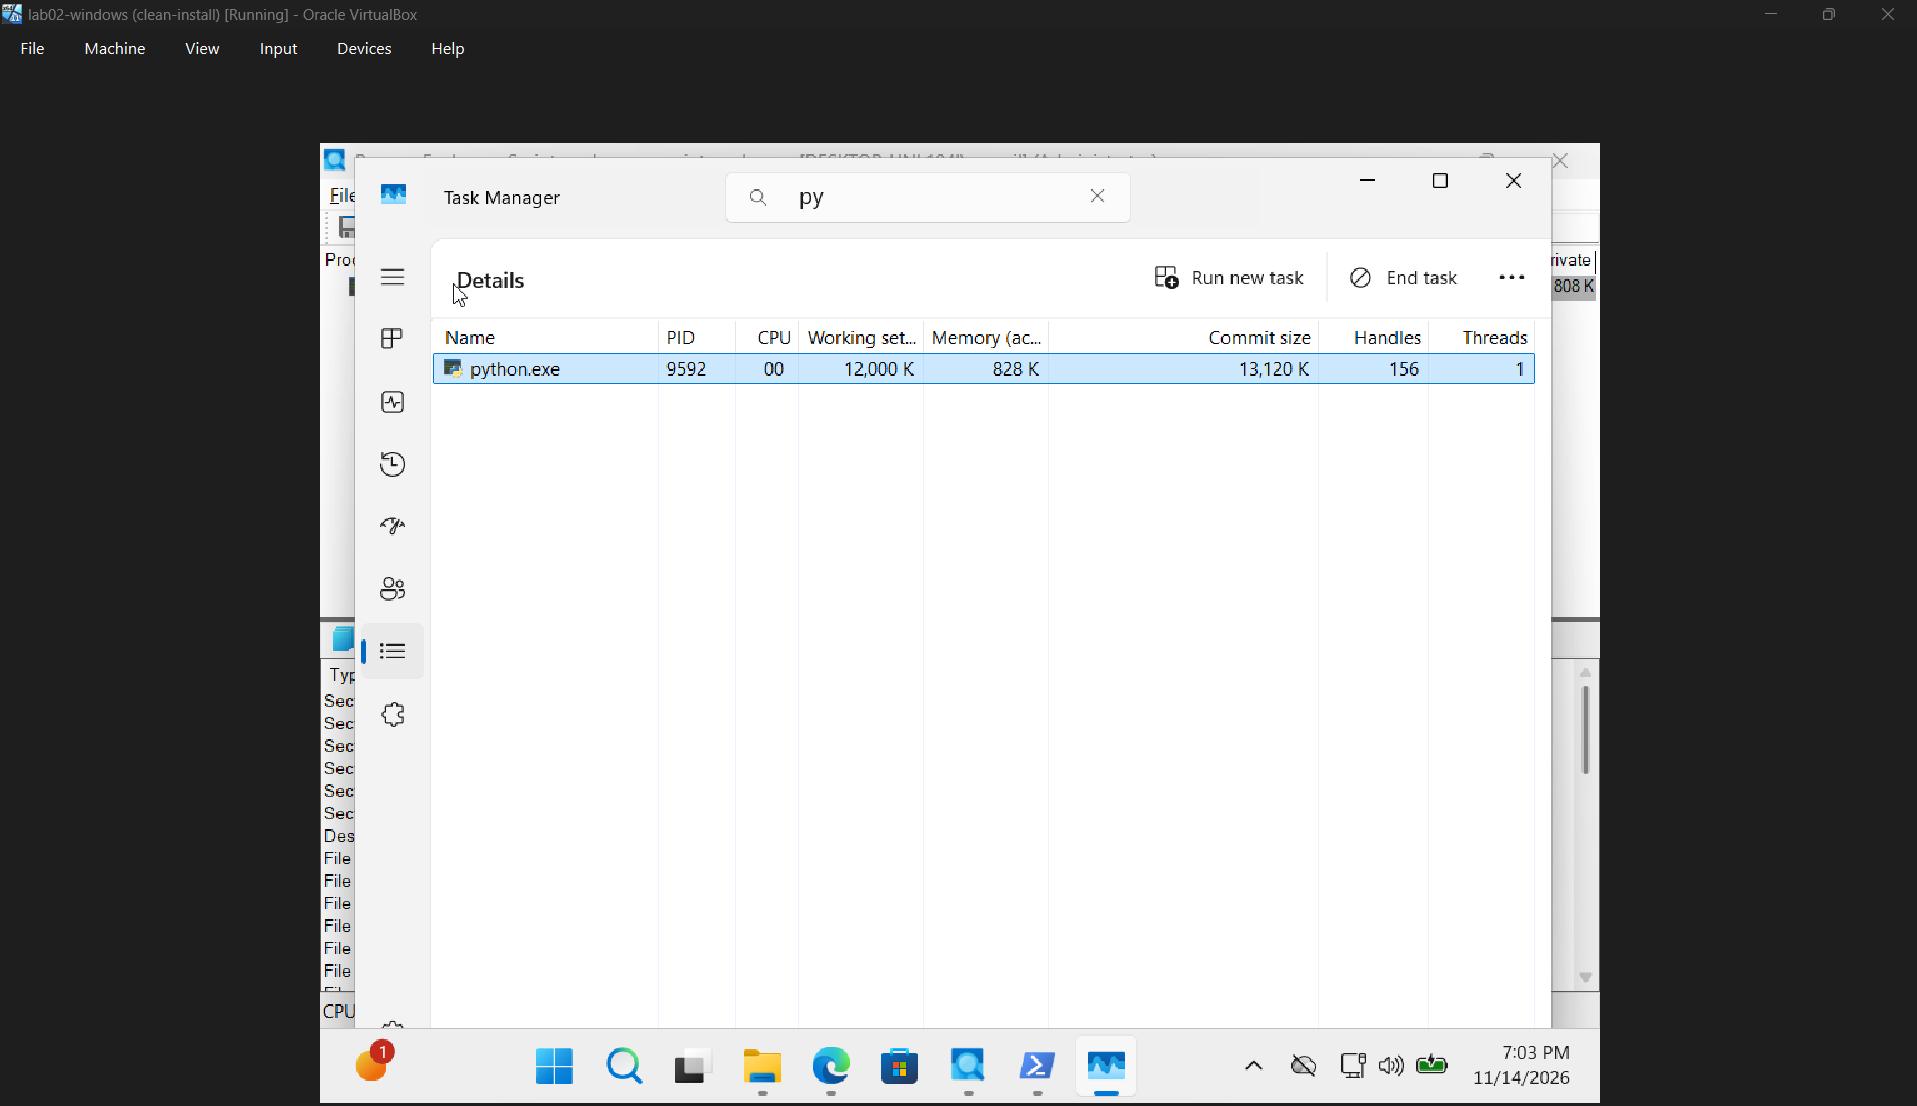 lab02-windows (clean-install) [Running] - Oracle VirtualBox
File Machine View Input Devices Help
Task Manager
py
File
Details
Run new task
End task
Name PID CPU Working set... Memory (ac... Commit size Handles Threads
python.exe 9592 00 12,000 K 828 K 13,120 K 156 1
808 K
Sec
Sec
Sec
Sec
Sec
Sec
Des
File
File
File
File
File
File
CPU
1
7:03 PM
11/14/2026